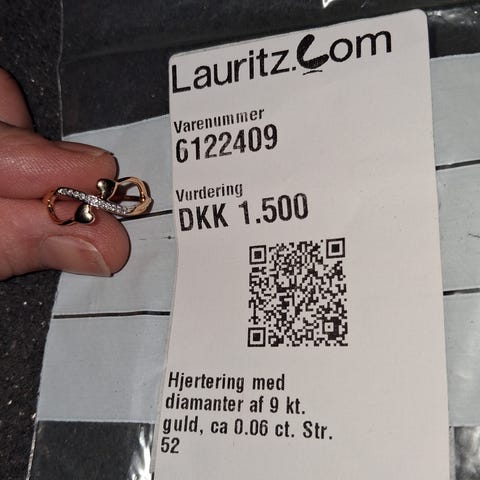 Lauritz.Com
Varenummer
6122409
Vurdering
DKK 1.500
Hjertering med
diamanter af 9 kt.
guld, ca 0.06 ct. Str.
52